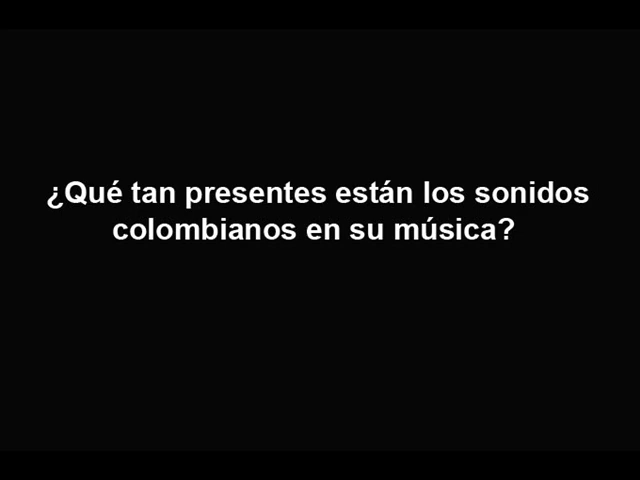 ¿Qué tan presentes están los sonidos
colombianos en su música?